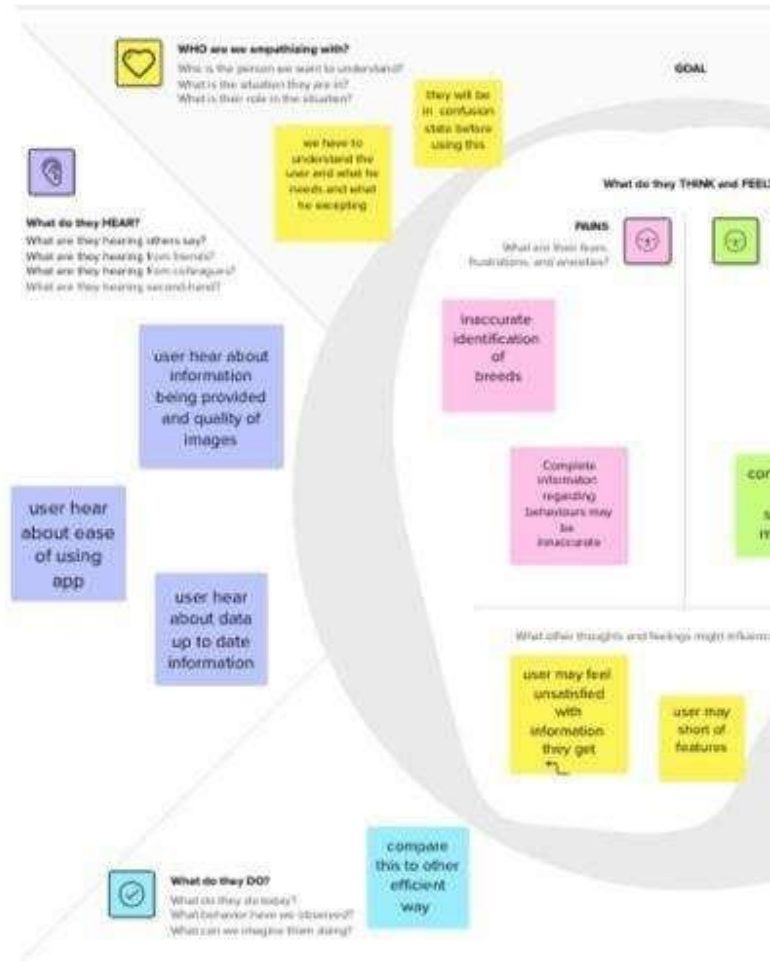 WHO are we empathizing with?
Who is the person we want to understand?
What is the situation they are in?
What is their role in the situation?
they will be
in confusion
state before
using this
we have to
understand the
user and what he
needs and what
he excepting
GOAL
What do they HEAR?
What are they hearing others say?
What are they hearing from friends?
What are they hearing from colleagues?
What are they hearing second-hand?
What do they THINK and FEEL
PAINS
What are their fears,
frustrations, and anxieties?
inaccurate
identification
of
breeds
Complete
informaton
regarding
behaviours may
be
innaccurate
user hear about
information
being provided
and quality of
images
user hear
about ease
of using
app
user hear
about data
up to date
information
What other thoughts and feelings might
user may feel
unsatisfied
with
information
they get
user may
short of
features
What do they DO?
What do they do today?
What behavior have we observed?
What can we imagine them doing?
compare
this to other
efficient
way